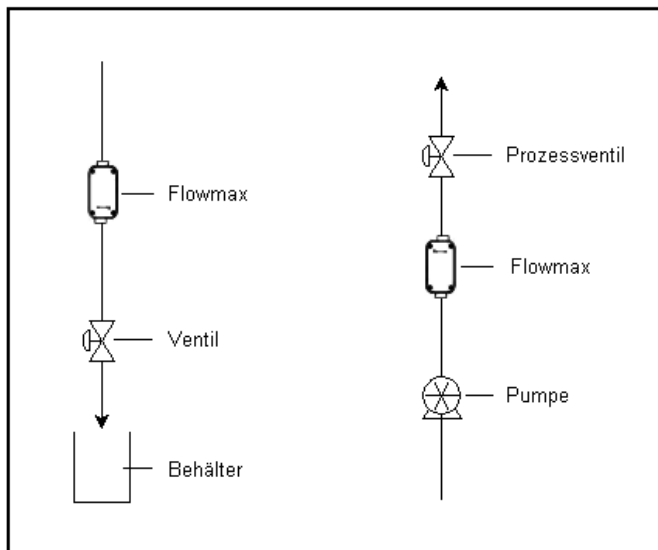 Flowmax
Ventil
Behälter
Prozessventil
Flowmax
Pumpe